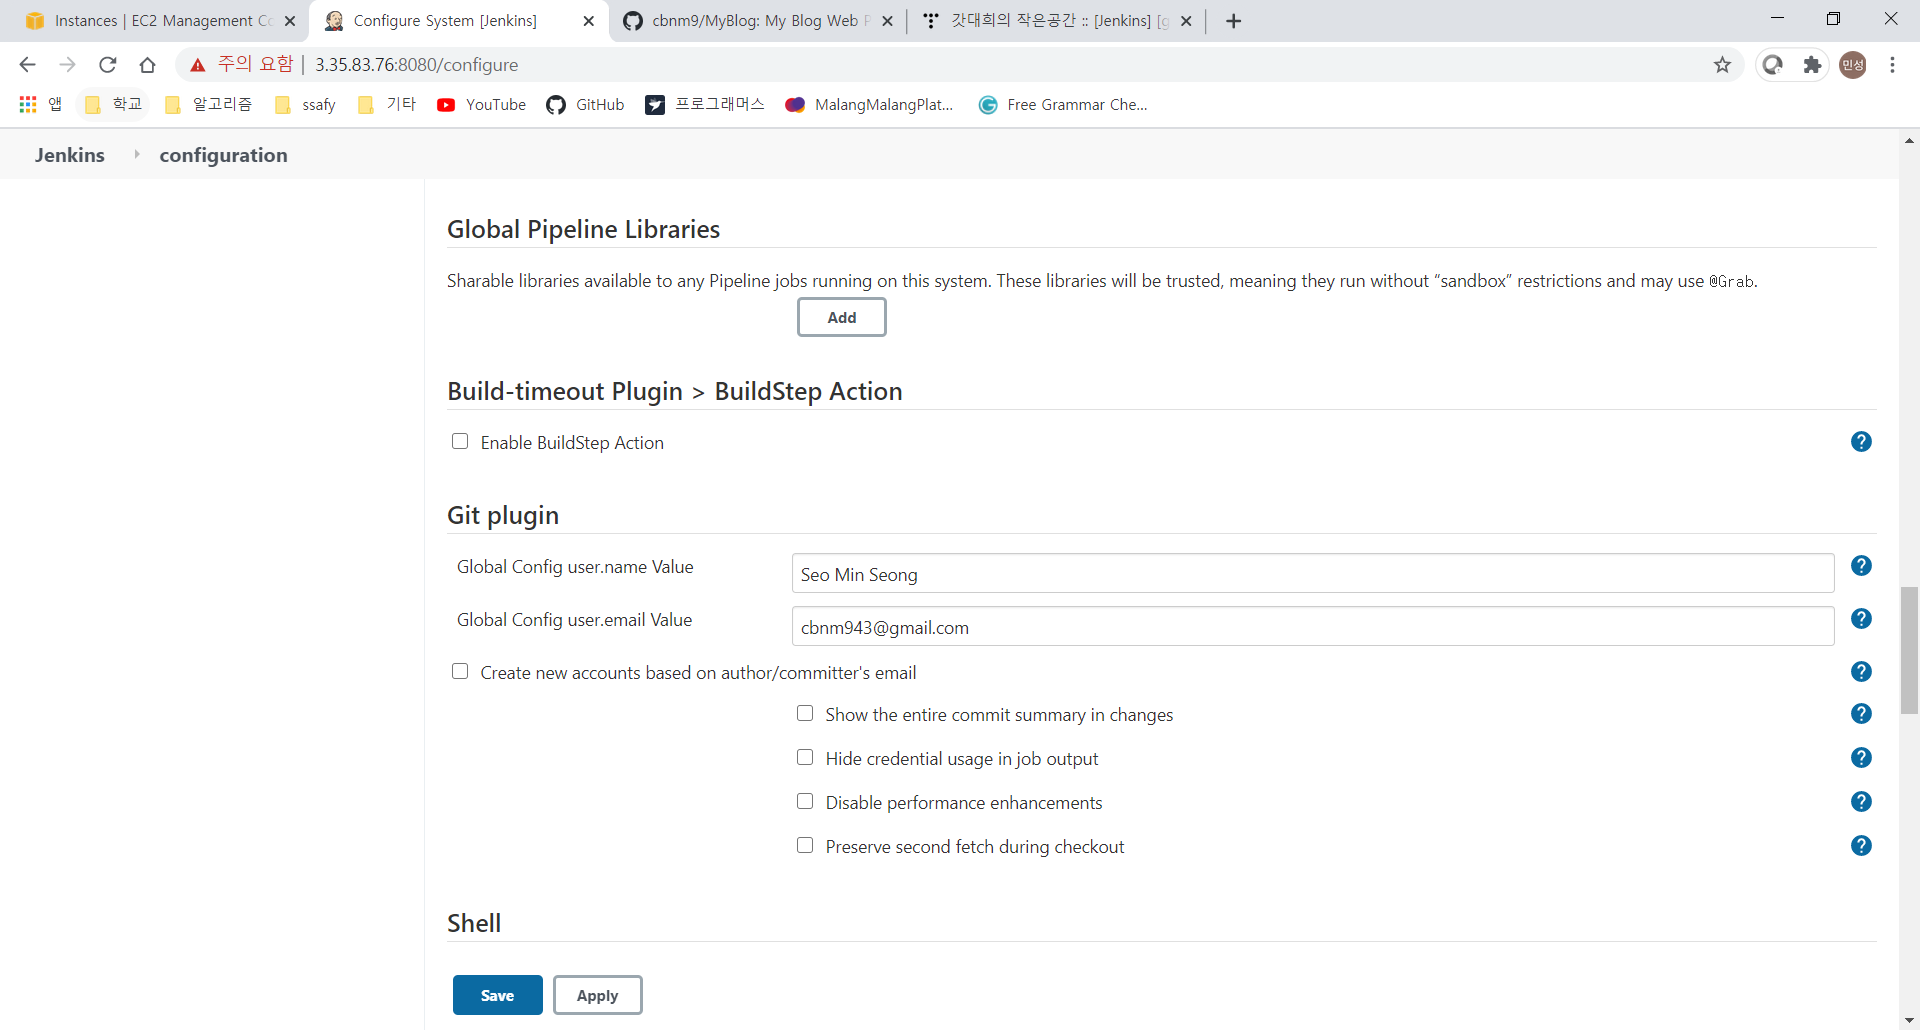 Instances | EC2 Management Co
Configure System [Jenkins]
cbnm9/MyBlog: My Blog Web P
갓대희의 작은공간 :: [Jenkins] [g
주의 요함 | 3.35.83.76:8080/configure
민성
앱
학교
알고리즘
ssafy
기타
YouTube
GitHub
프로그래머스
MalangMalangPlat...
Free Grammar Che...
Jenkins
configuration
Global Pipeline Libraries
Sharable libraries available to any Pipeline jobs running on this system. These libraries will be trusted, meaning they run without “sandbox” restrictions and may use @Grab.
Add
Build-timeout Plugin > BuildStep Action
Enable BuildStep Action
Git plugin
Global Config user.name Value
Seo Min Seong
Global Config user.email Value
cbnm943@gmail.com
Create new accounts based on author/committer's email
Show the entire commit summary in changes
Hide credential usage in job output
Disable performance enhancements
Preserve second fetch during checkout
Shell
Save
Apply